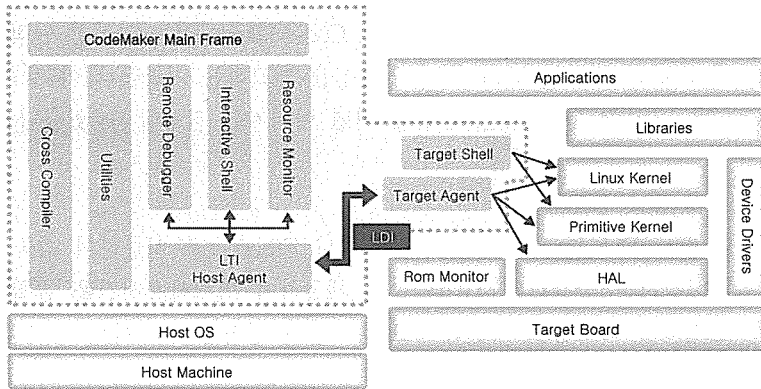 CodeMaker Main Frame
Cross Compiler
Utilities
Remote Debugger
Interactive Shell
Resource Monitor
LTI
Host Agent
Host OS
Host Machine
LDI
Applications
Libraries
Target Shell
Target Agent
Linux Kernel
Primitive Kernel
Device Drivers
Rom Monitor
HAL
Target Board